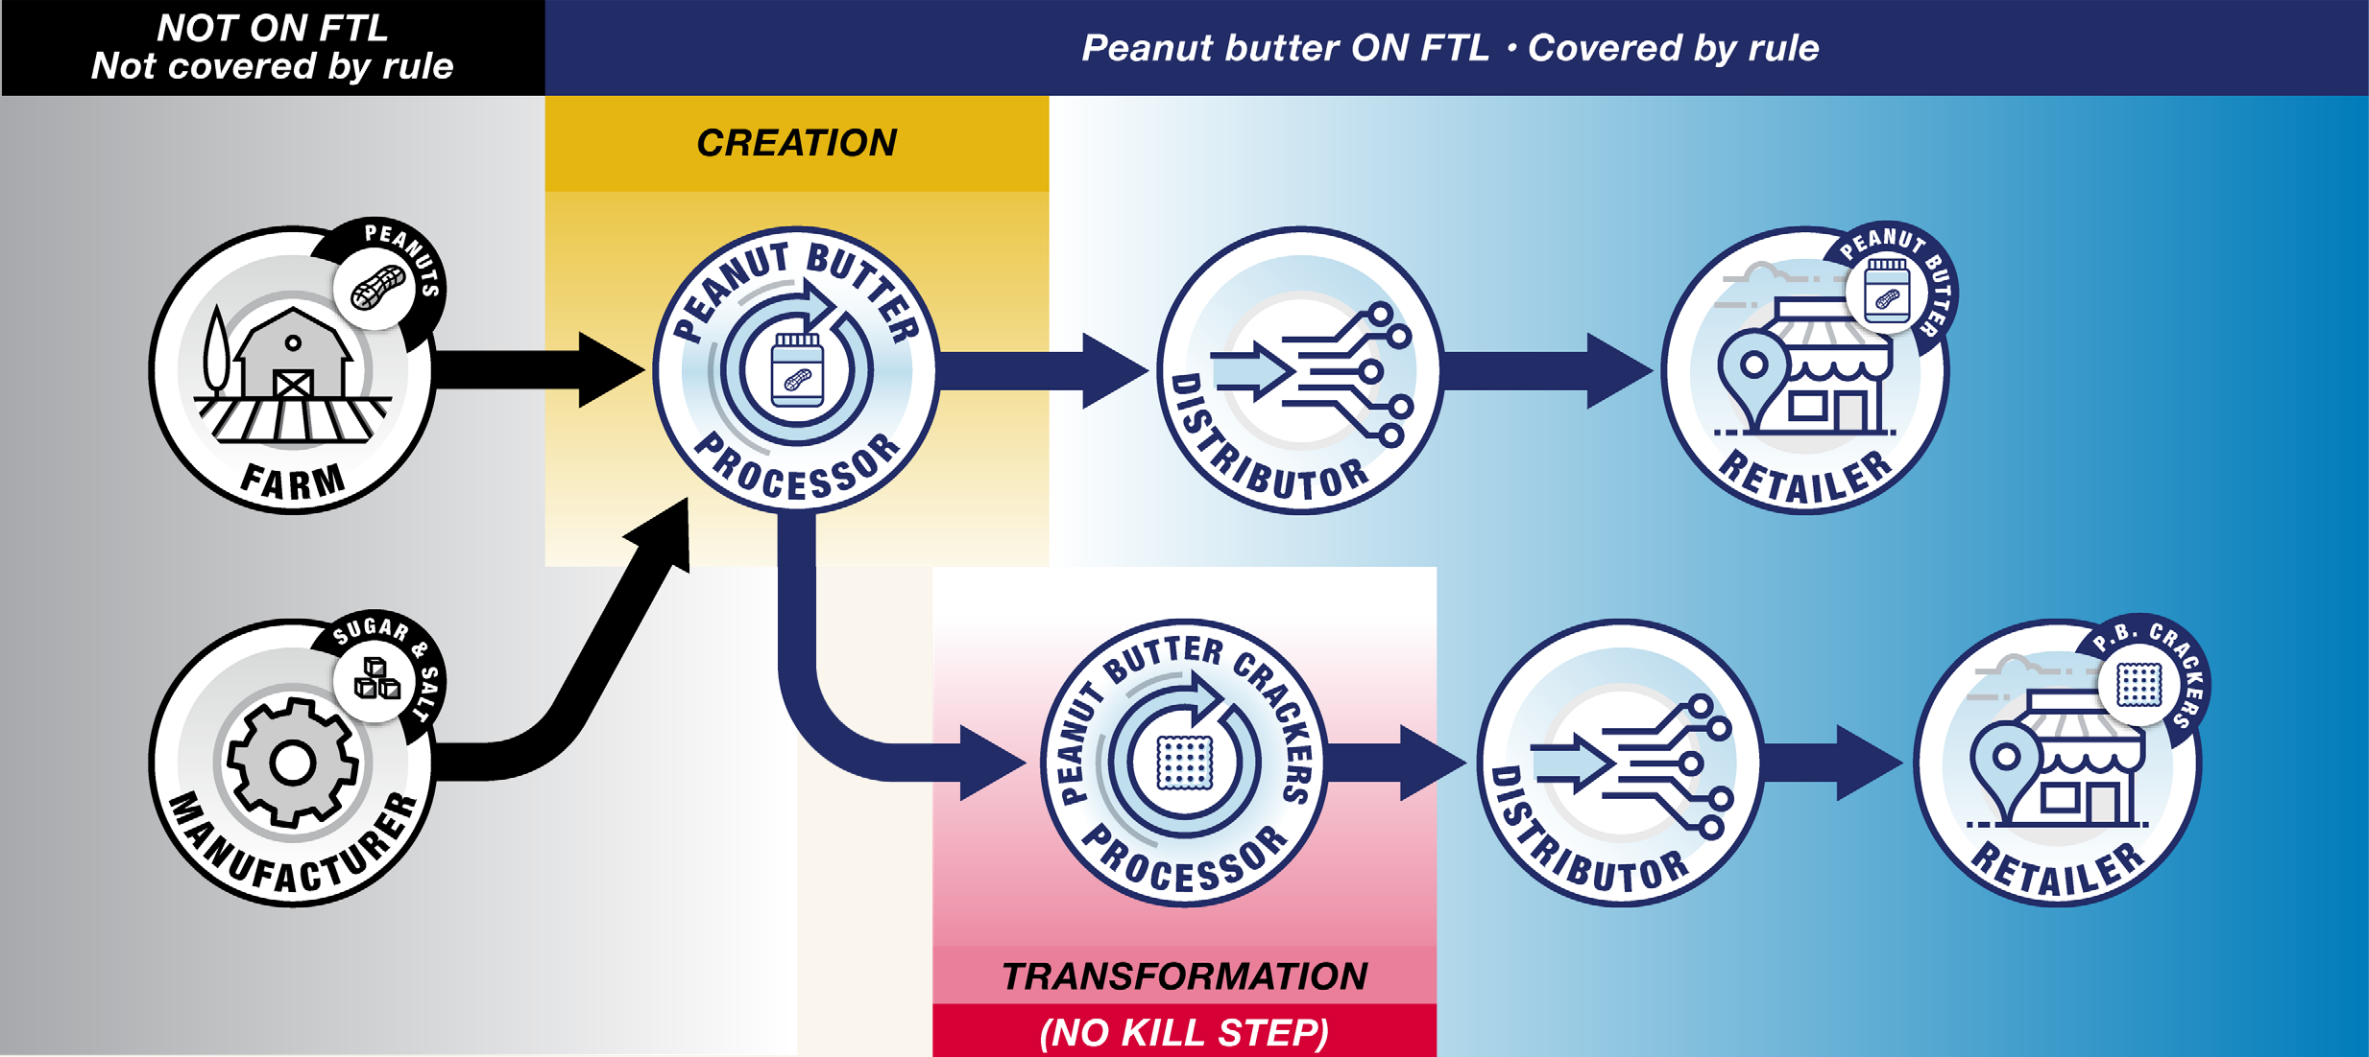 NOT ON FTL
Not covered by rule
Peanut butter ON FTL • Covered by rule
CREATION
PEANUTS
FARM
PEANUT BUTTER
PROCESSOR
DISTRIBUTOR
PEANUT BUTTER
RETAILER
SUGAR & SALT
MANUFACTURER
PEANUT BUTTER CRACKERS
PROCESSOR
DISTRIBUTOR
P.B. CRACKERS
RETAILER
TRANSFORMATION
(NO KILL STEP)